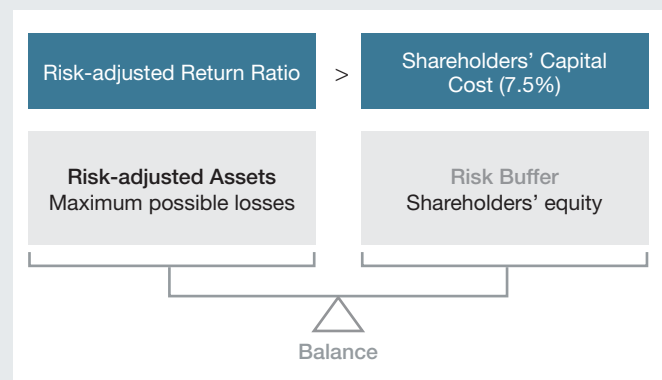 Risk-adjusted Return Ratio
>
Shareholders’ Capital
Cost (7.5%)
Risk-adjusted Assets
Maximum possible losses
Risk Buffer
Shareholders’ equity
Balance